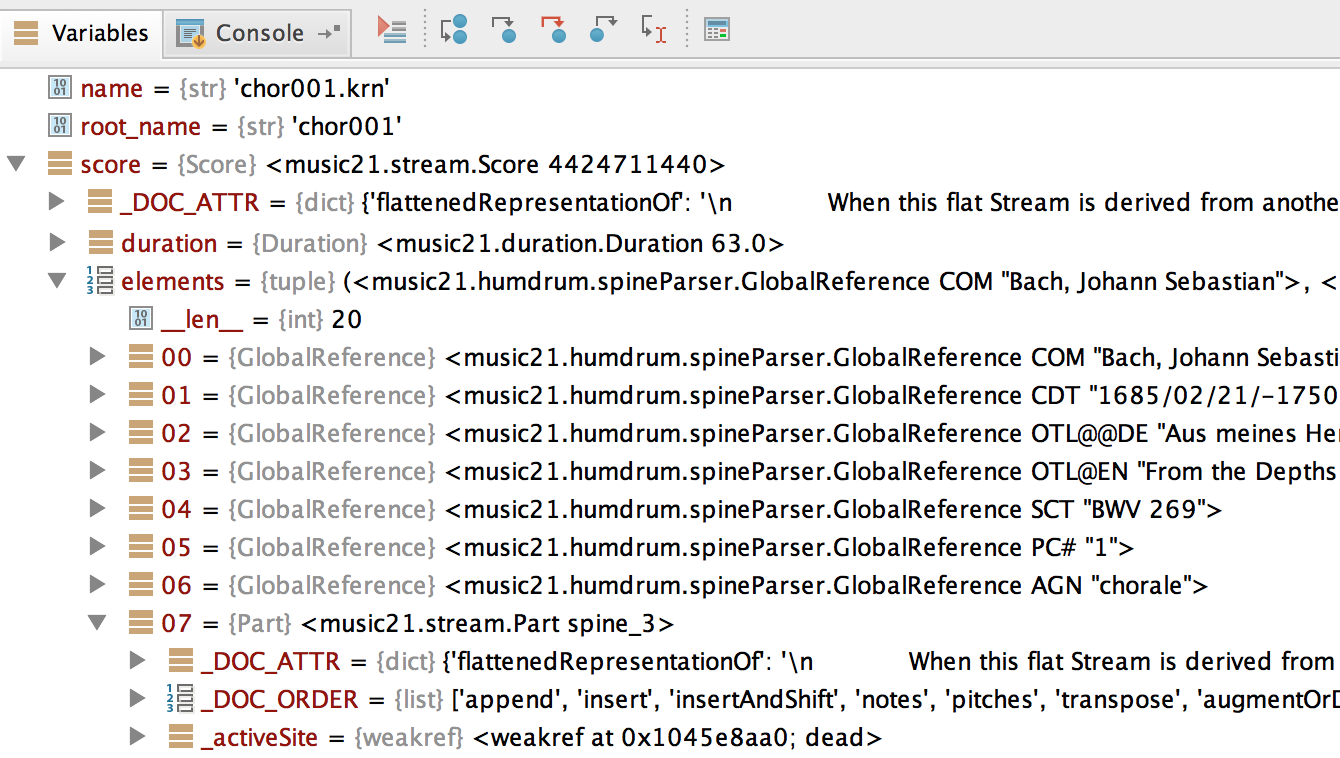 Variables Console
name = {str} 'chor001.krn'
root_name = {str} 'chor001'
score = {Score} <music21.stream.Score 4424711440>
_DOC_ATTR = {dict} {'flattenedRepresentationOf': '\n When this flat Stream is derived from anothe
duration = {Duration} <music21.duration.Duration 63.0>
elements = {tuple} (<music21.humdrum.spineParser.GlobalReference COM "Bach, Johann Sebastian">, <
__len__ = {int} 20
00 = {GlobalReference} <music21.humdrum.spineParser.GlobalReference COM "Bach, Johann Sebasti
01 = {GlobalReference} <music21.humdrum.spineParser.GlobalReference CDT "1685/02/21/-1750
02 = {GlobalReference} <music21.humdrum.spineParser.GlobalReference OTL@@DE "Aus meines Her
03 = {GlobalReference} <music21.humdrum.spineParser.GlobalReference OTL@EN "From the Depths
04 = {GlobalReference} <music21.humdrum.spineParser.GlobalReference SCT "BWV 269">
05 = {GlobalReference} <music21.humdrum.spineParser.GlobalReference PC# "1">
06 = {GlobalReference} <music21.humdrum.spineParser.GlobalReference AGN "chorale">
07 = {Part} <music21.stream.Part spine_3>
_DOC_ATTR = {dict} {'flattenedRepresentationOf': '\n When this flat Stream is derived from
_DOC_ORDER = {list} ['append', 'insert', 'insertAndShift', 'notes', 'pitches', 'transpose', 'augmentOrD
_activeSite = {weakref} <weakref at 0x1045e8aa0; dead>